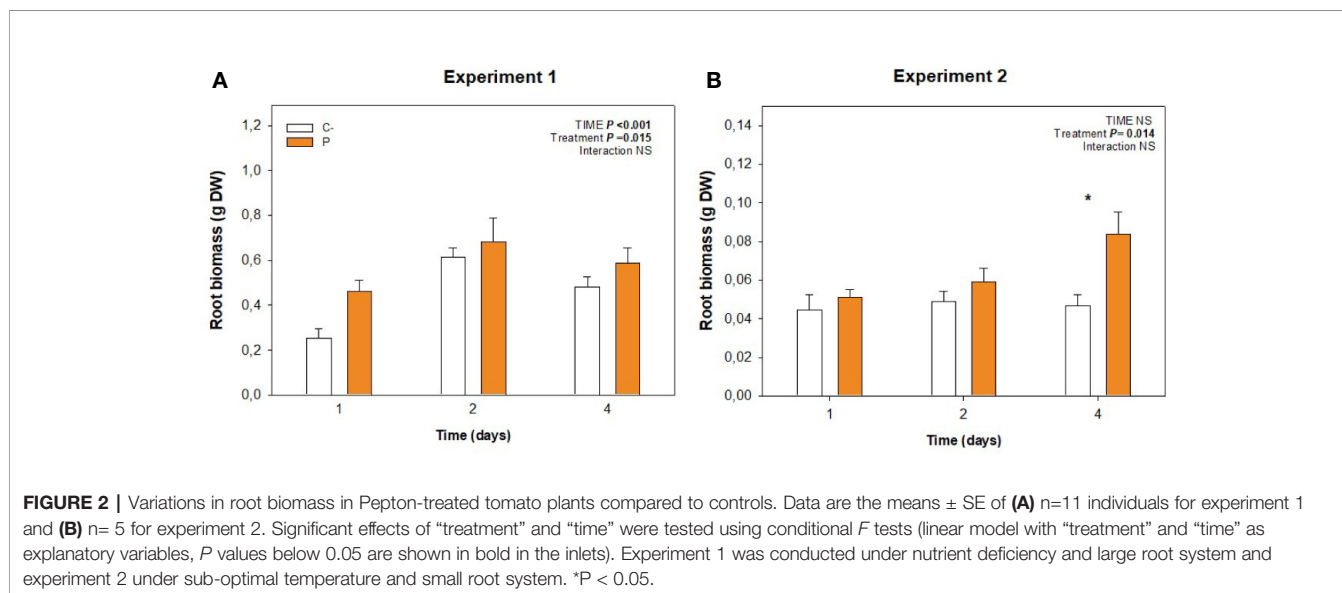 A
Experiment 1
Root biomass (g DW)
1,2
1,0
0,8
0,6
0,4
0,2
0,0
C-
P
TIME P <0.001
Treatment P =0.015
Interaction NS
1
2
4
Time (days)
B
Experiment 2
Root biomass (g DW)
0,14
0,12
0,10
0,08
0,06
0,04
0,02
0,00
TIME NS
Treatment P= 0.014
Interaction NS
*
1
2
4
Time (days)
FIGURE 2 | Variations in root biomass in Pepton-treated tomato plants compared to controls. Data are the means ± SE of (A) n=11 individuals for experiment 1
and (B) n= 5 for experiment 2. Significant effects of “treatment” and “time” were tested using conditional F tests (linear model with “treatment” and “time” as
explanatory variables, P values below 0.05 are shown in bold in the inlets). Experiment 1 was conducted under nutrient deficiency and large root system and
experiment 2 under sub-optimal temperature and small root system. *P < 0.05.